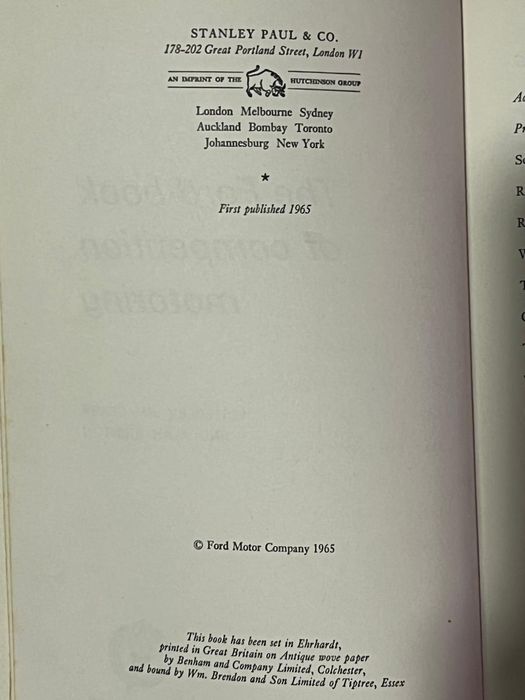 STANLEY PAUL & CO.
178-202 Great Portland Street, London W1
AN IMPRINT OF THE HUTCHINSON GROUP
London Melbourne Sydney
Auckland Bombay Toronto
Johannesburg New York
★
First published 1965
© Ford Motor Company 1965
This book has been set in Ehrhardt,
printed in Great Britain on Antique wove paper
by Benham and Company Limited, Colchester,
and bound by Wm. Brendon and Son Limited of Tiptree, Essex